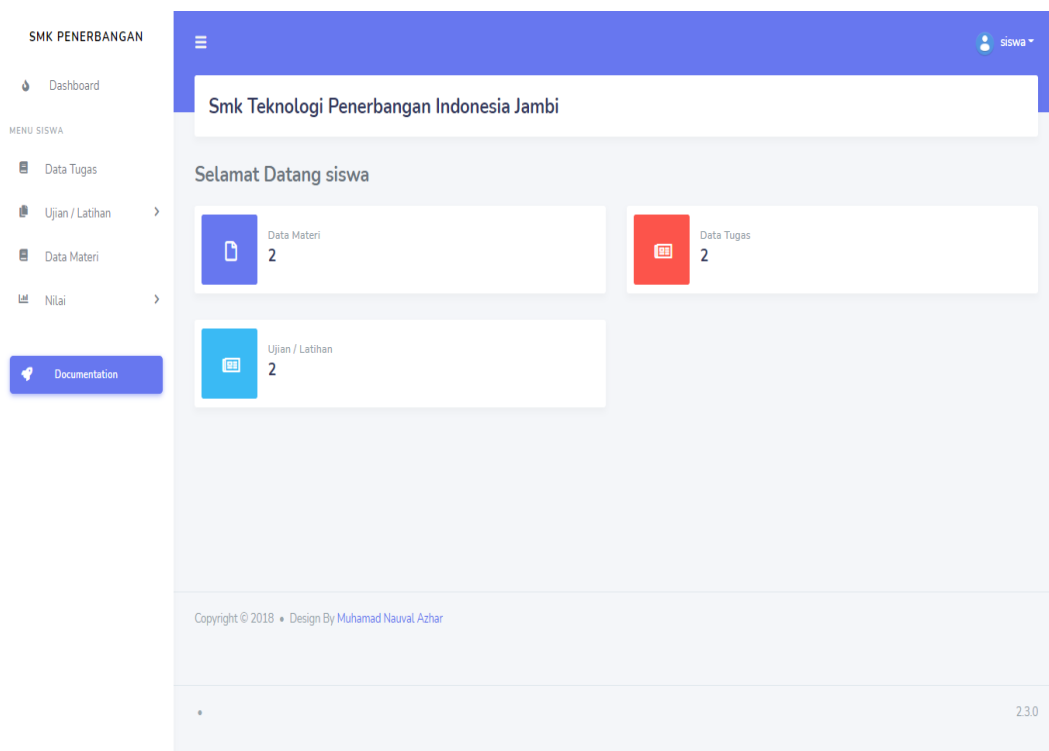 SMK PENERBANGAN
Dashboard
MENU SISWA
Data Tugas
Ujian / Latihan
Data Materi
Nilai
Documentation
siswa
Smk Teknologi Penerbangan Indonesia Jambi
Selamat Datang siswa
Data Materi
2
Data Tugas
2
Ujian / Latihan
2
Copyright © 2018 • Design By Muhamad Nauval Azhar
• 2.3.0